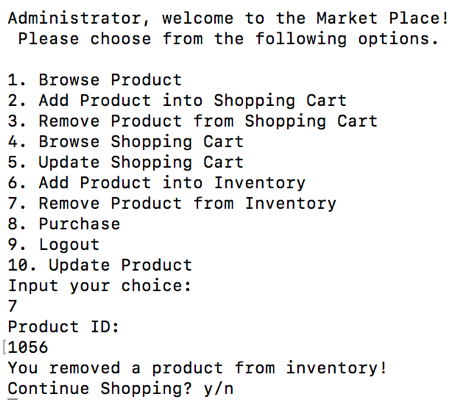 Administrator, welcome to the Market Place!
Please choose from the following options.
1. Browse Product
2. Add Product into Shopping Cart
3. Remove Product from Shopping Cart
4. Browse Shopping Cart
5. Update Shopping Cart
6. Add Product into Inventory
7. Remove Product from Inventory
8. Purchase
9. Logout
10. Update Product
Input your choice:
7
Product ID:
1056
You removed a product from inventory!
Continue Shopping? y/n